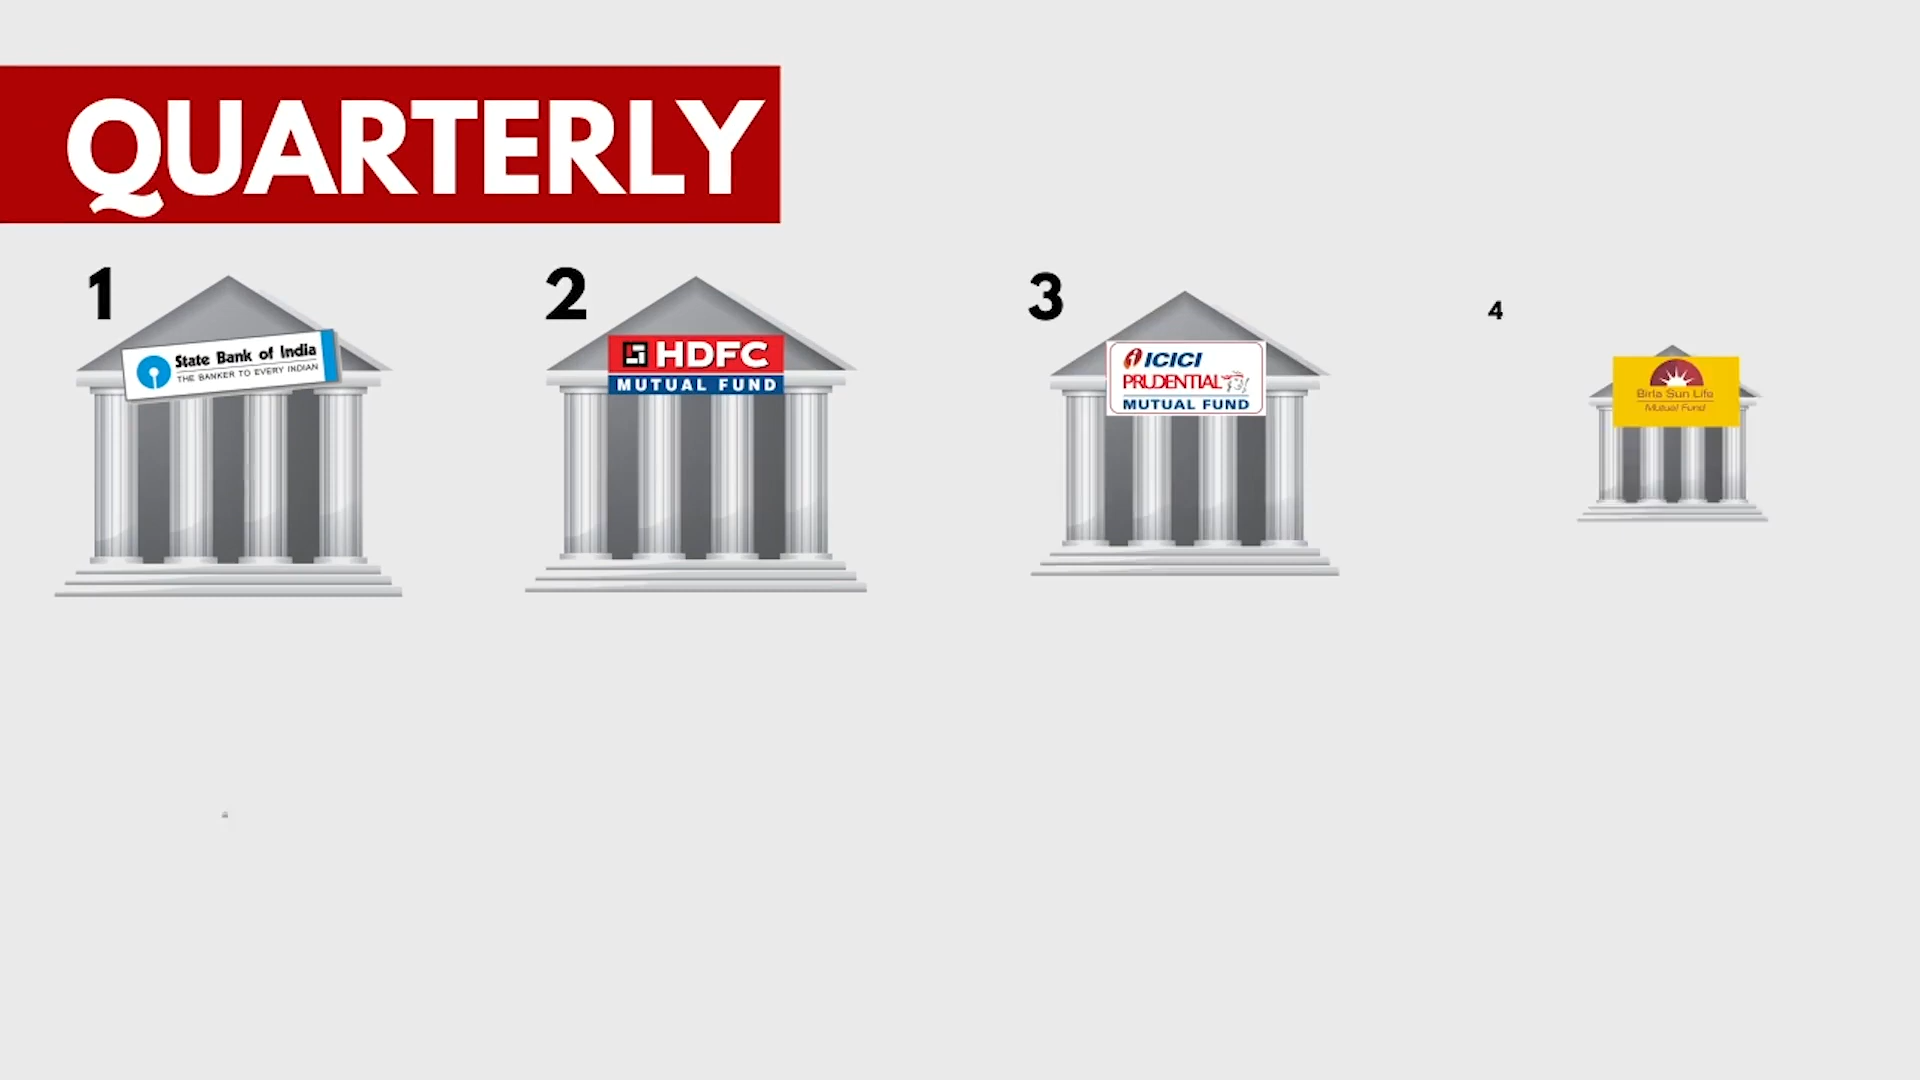 QUARTERLY
1
State Bank of India
THE BANKER TO EVERY INDIAN
2
HDFC
MUTUAL FUND
3
ICICI
PRUDENTIAL
MUTUAL FUND
4
Birla Sun Life
Mutual Fund